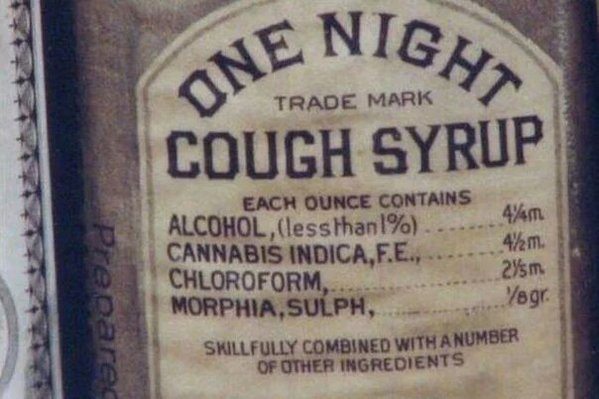 ONE NIGHT
TRADE MARK
COUGH SYRUP
EACH OUNCE CONTAINS
ALCOHOL, (less than 1%) 4¼m.
CANNABIS INDICA, F.E., 4½m.
CHLOROFORM, 2⅕m.
MORPHIA, SULPH, ⅛gr.
SKILLFULLY COMBINED WITH A NUMBER
OF OTHER INGREDIENTS
Prepared